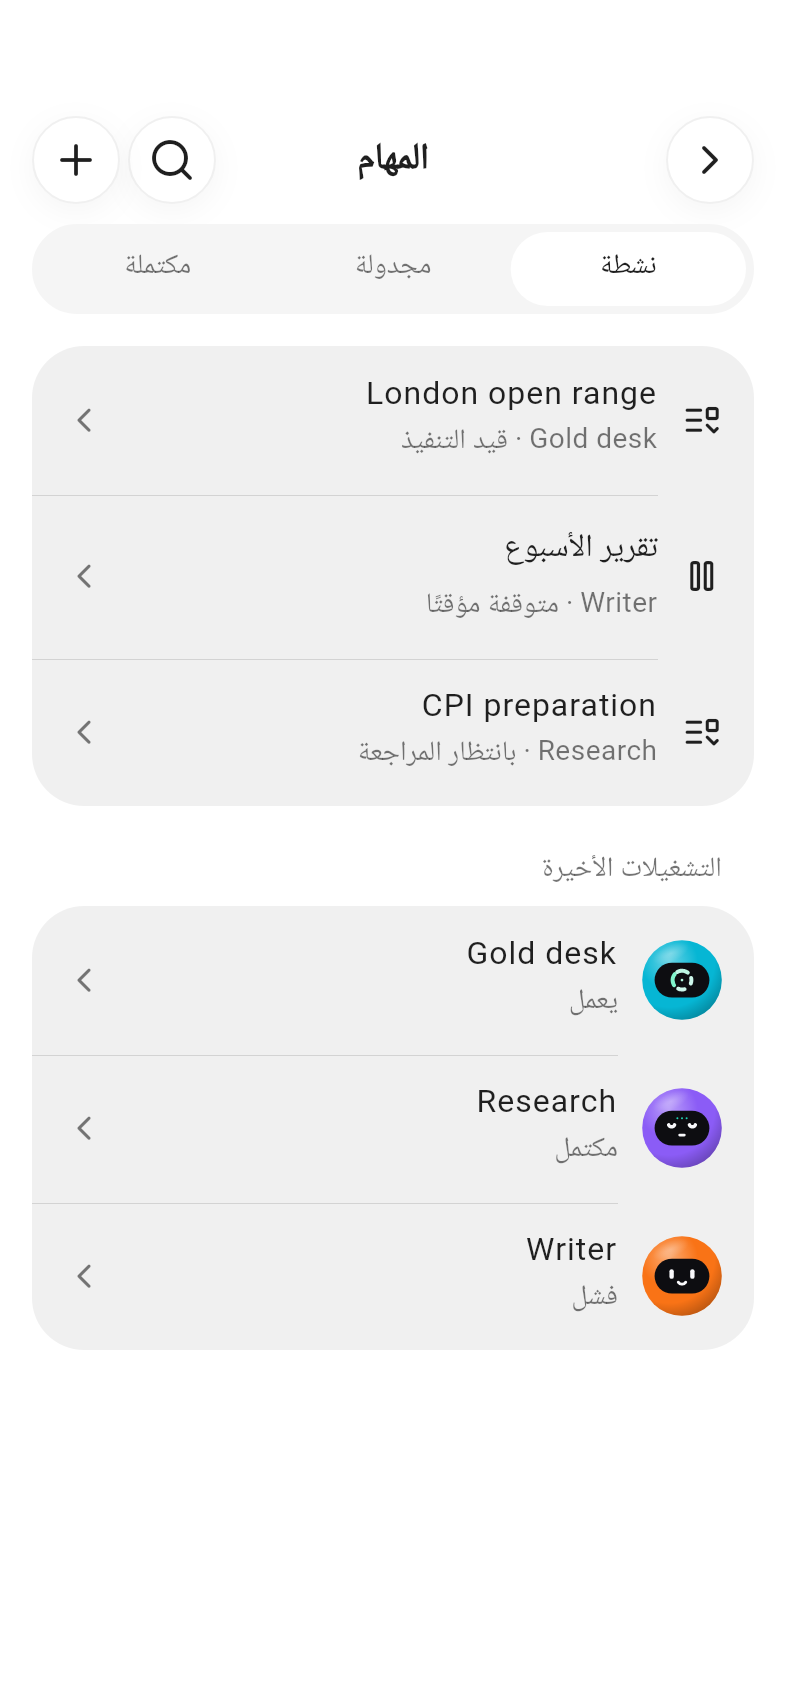 المهام
نشطة
مجدولة
مكتملة
London open range
Gold desk · قيد التنفيذ
تقرير الأسبوع
Writer · متوقفة مؤقتًا
CPI preparation
Research · بانتظار المراجعة
التشغيلات الأخيرة
Gold desk
يعمل
Research
مكتمل
Writer
فشل